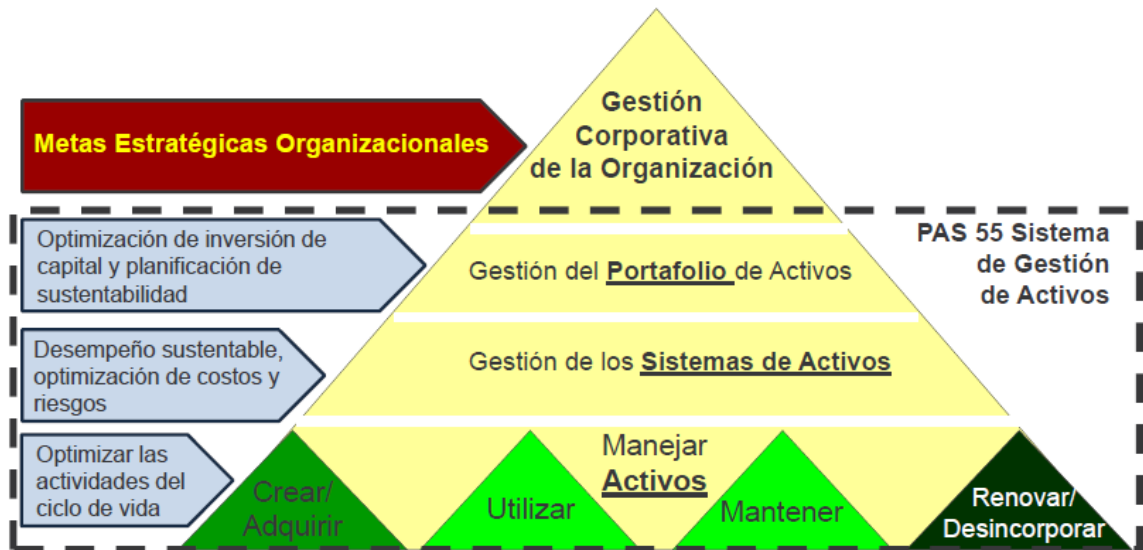 Gestión
Corporativa
de la Organización
Metas Estratégicas Organizacionales
PAS 55 Sistema
de Gestión
de Activos
Optimización de inversión de
capital y planificación de
sustentabilidad
Gestión del Portafolio de Activos
Desempeño sustentable,
optimización de costos y
riesgos
Gestión de los Sistemas de Activos
Optimizar las
actividades del
ciclo de vida
Manejar
Activos
Crear/
Adquirir
Utilizar
Mantener
Renovar/
Desincorporar